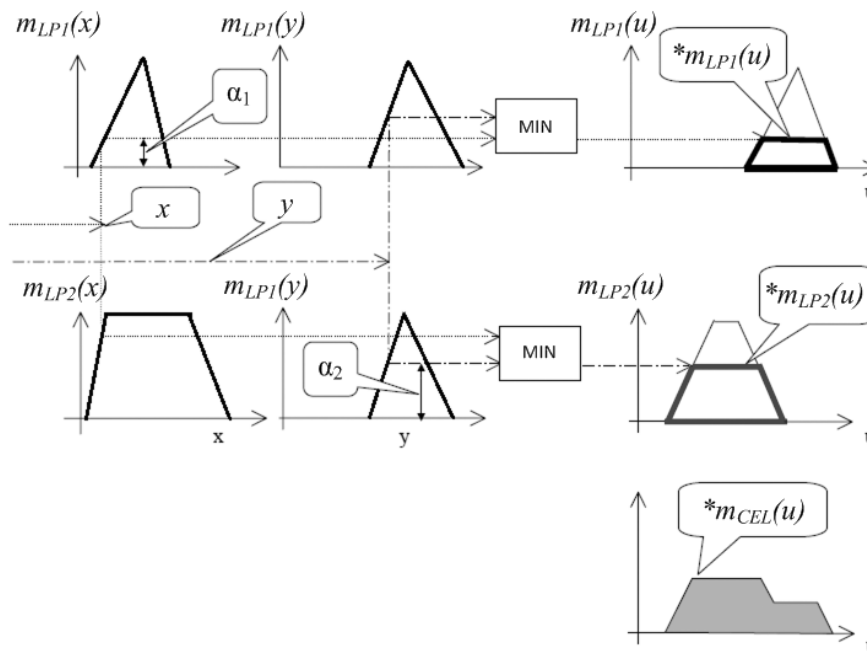 m_LP1(x) m_LP1(y) m_LP1(u)
*m_LP1(u)
α₁
MIN
x y
m_LP2(x) m_LP1(y) m_LP2(u)
*m_LP2(u)
α₂
MIN
x y
*m_CEL(u)